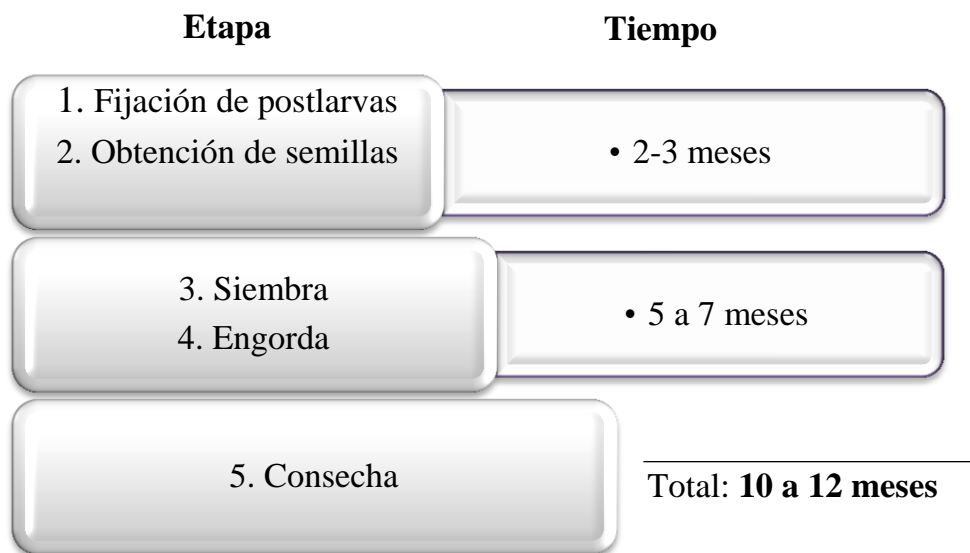 Etapa
Tiempo
1. Fijación de postlarvas
2. Obtención de semillas
• 2-3 meses
3. Siembra
4. Engorda
• 5 a 7 meses
5. Consecha
Total: 10 a 12 meses